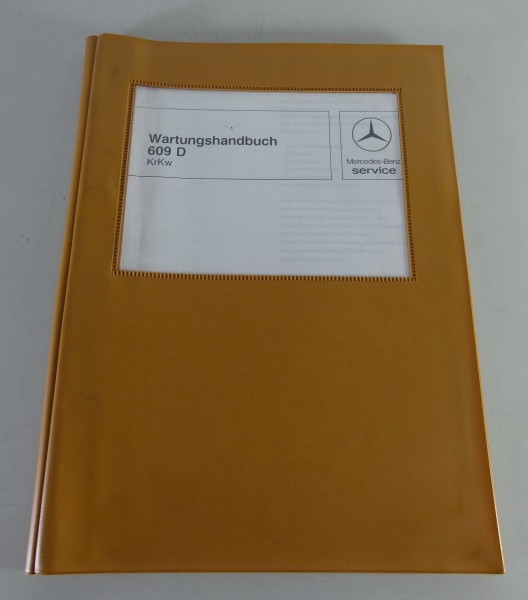 Wartungshandbuch
609 D
KrKw
Mercedes-Benz
service